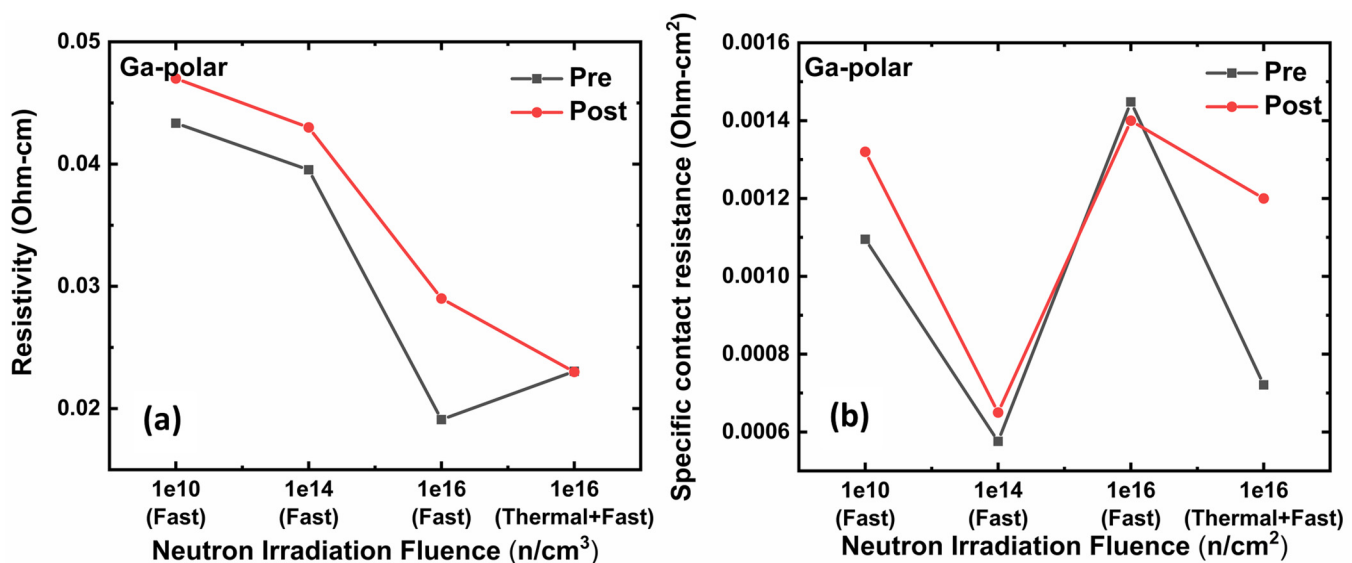 Ga-polar
Pre
Post
0.05
0.04
0.03
0.02
Resistivity (Ohm-cm)
(a)
1e10 1e14 1e16 1e16
(Fast) (Fast) (Fast) (Thermal+Fast)
Neutron Irradiation Fluence (n/cm³)
Ga-polar
Pre
Post
0.0016
0.0014
0.0012
0.0010
0.0008
0.0006
Specific contact resistance (Ohm-cm²)
(b)
1e10 1e14 1e16 1e16
(Fast) (Fast) (Fast) (Thermal+Fast)
Neutron Irradiation Fluence (n/cm²)